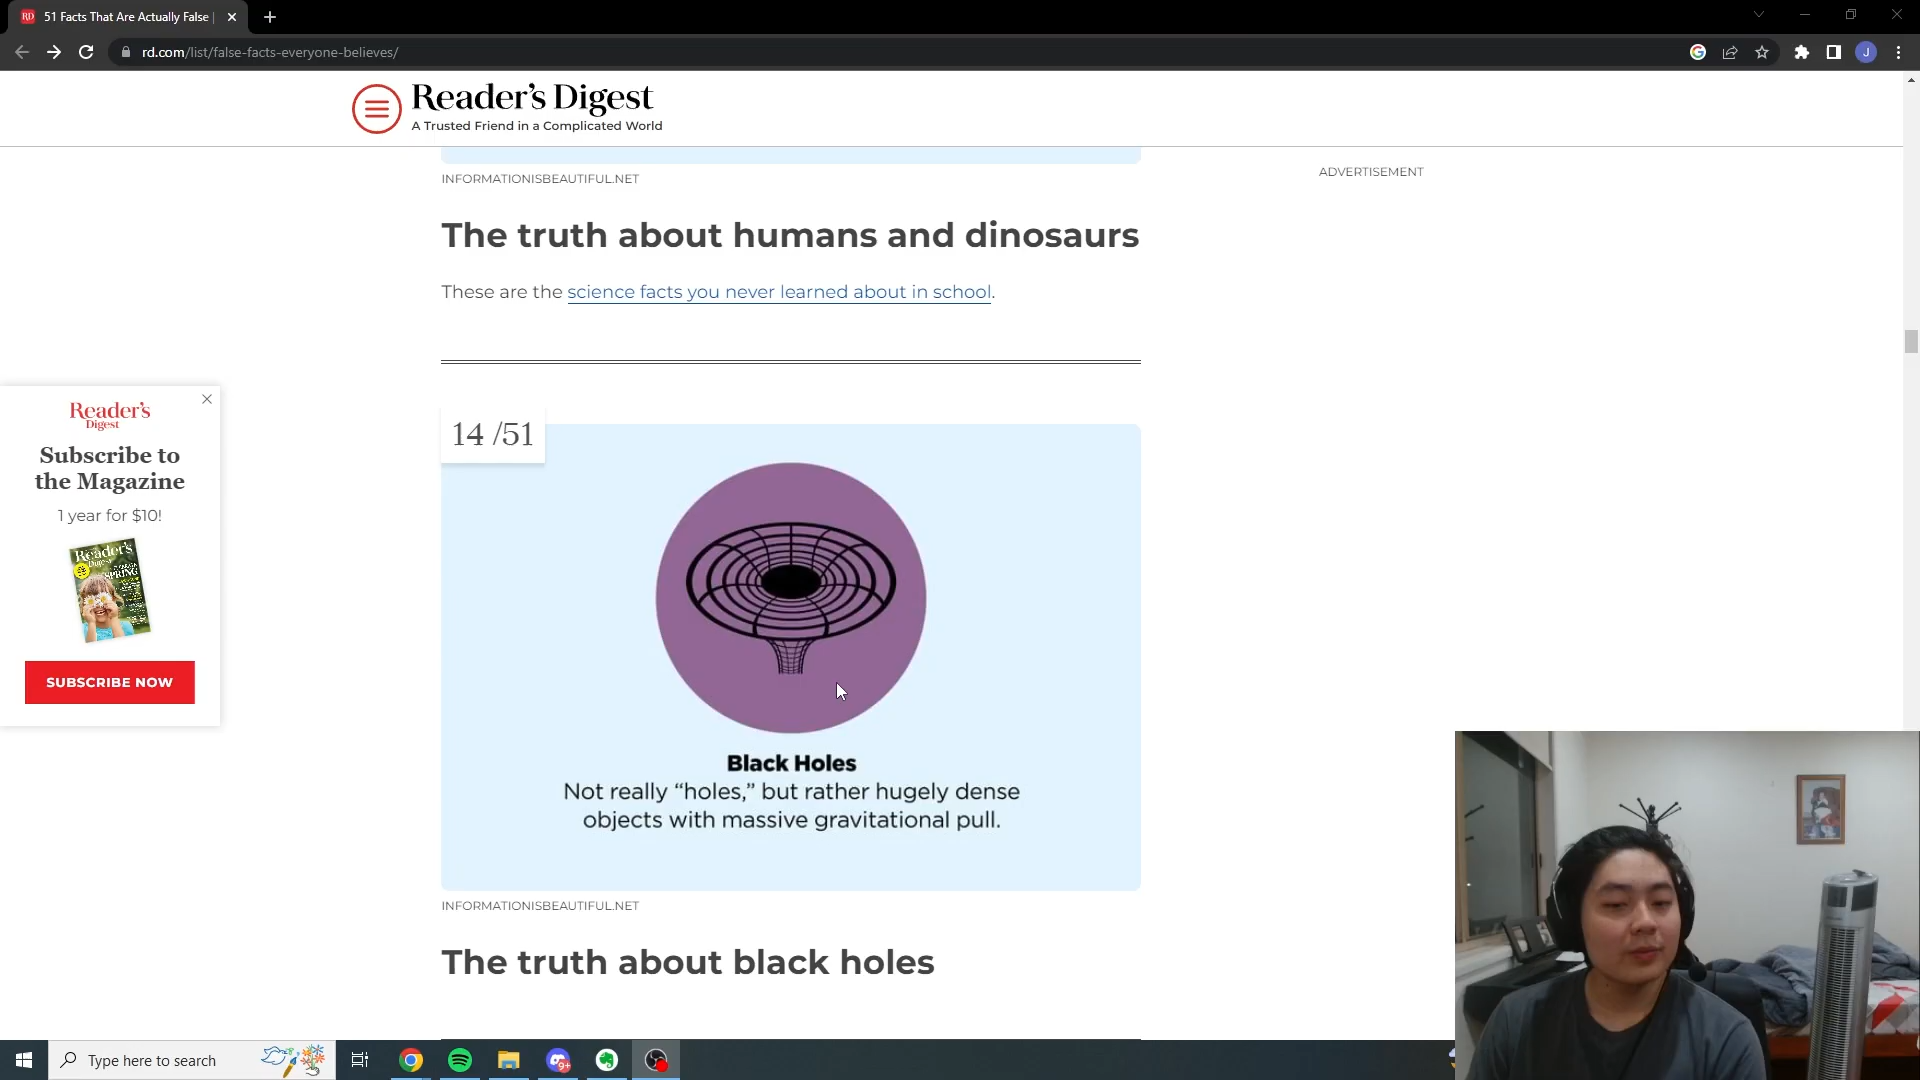 51 Facts That Are Actually False |
rd.com/list/false-facts-everyone-believes/
J
Reader's Digest
A Trusted Friend in a Complicated World
INFORMATIONISBEAUTIFUL.NET
ADVERTISEMENT
The truth about humans and dinosaurs
These are the science facts you never learned about in school.
Reader's
Digest
Subscribe to
the Magazine
1 year for $10!
Reader's
Digest
SPRING
SUBSCRIBE NOW
14 /51
Black Holes
Not really “holes,” but rather hugely dense
objects with massive gravitational pull.
INFORMATIONISBEAUTIFUL.NET
The truth about black holes
Type here to search
9+